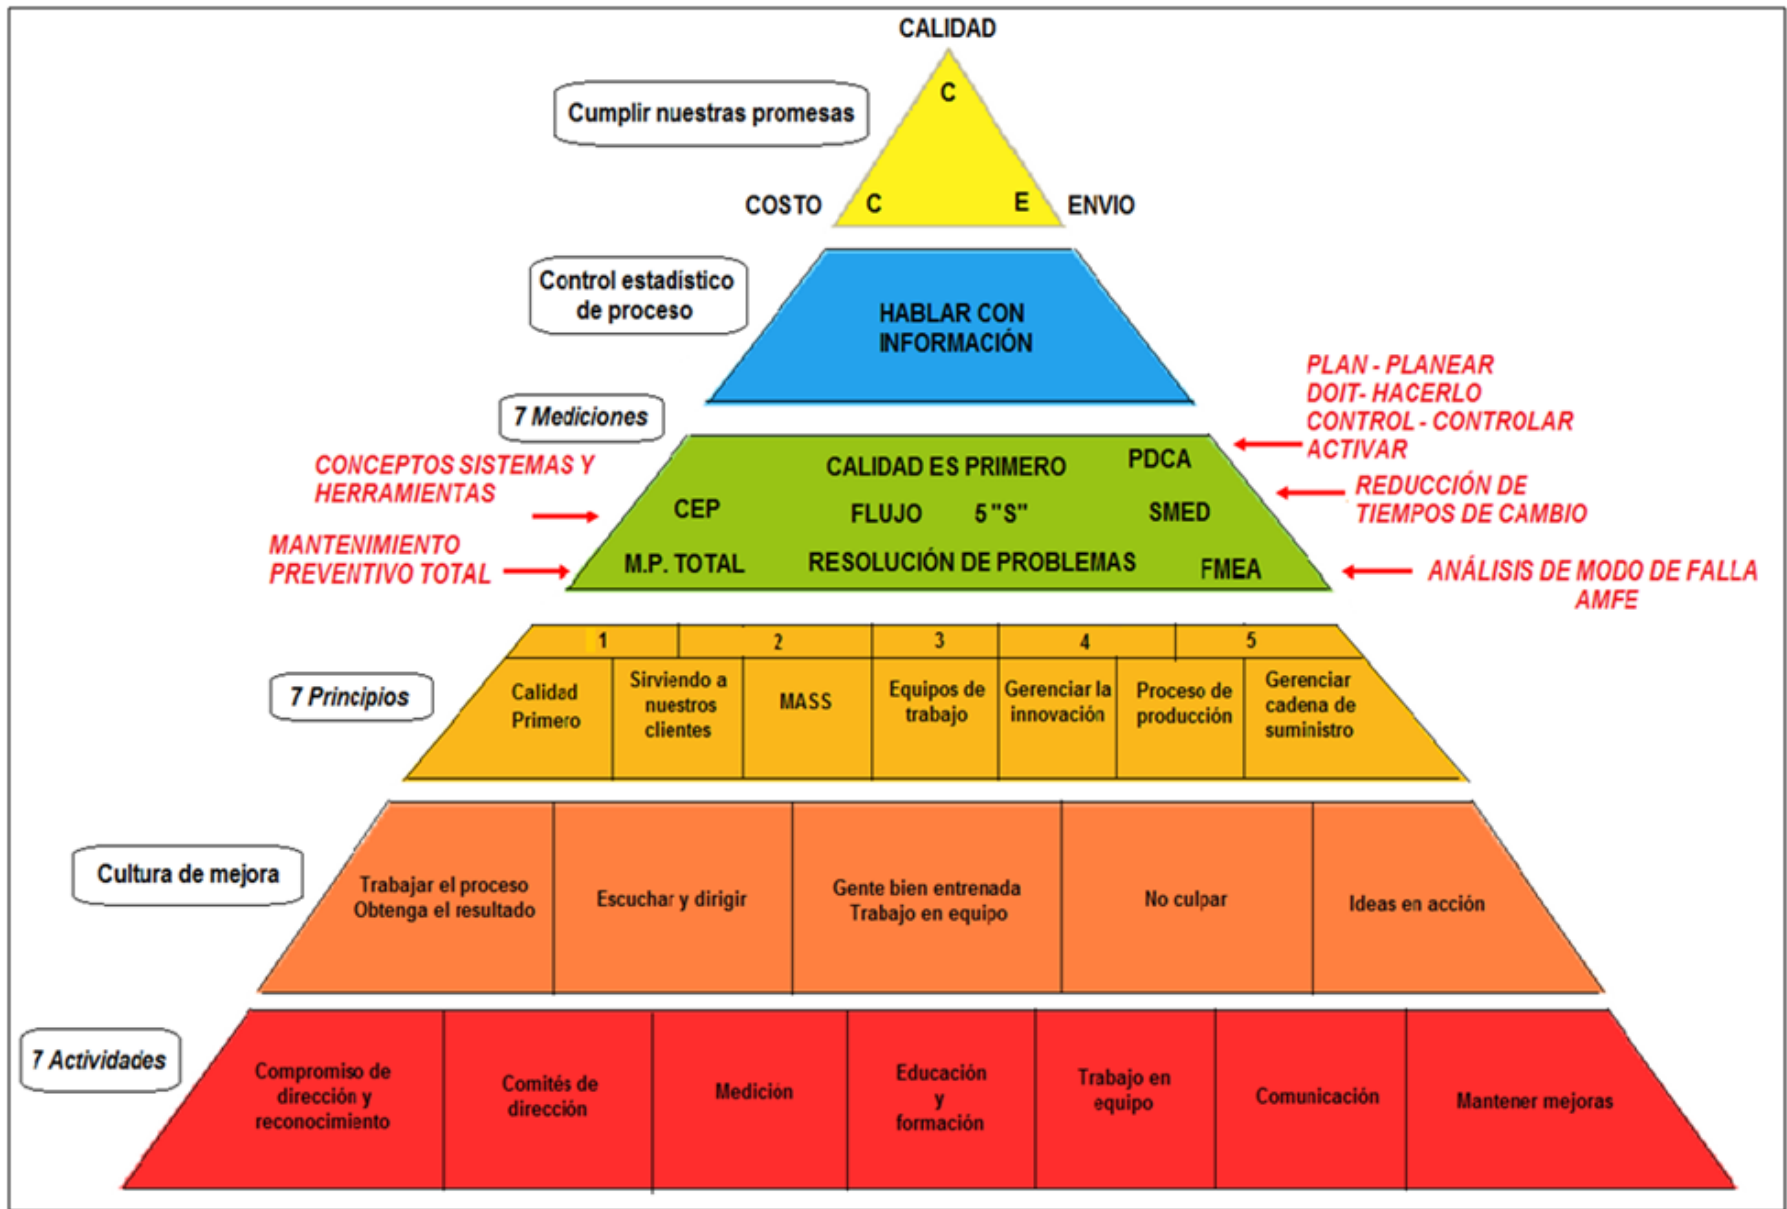 CALIDAD
C
Cumplir nuestras promesas
COSTO
C
E
ENVIO
Control estadístico
de proceso
HABLAR CON
INFORMACIÓN
7 Mediciones
PLAN - PLANEAR
DOIT- HACERLO
CONTROL - CONTROLAR
ACTIVAR
CONCEPTOS SISTEMAS Y
HERRAMIENTAS
CALIDAD ES PRIMERO
PDCA
CEP
FLUJO
5 "S"
SMED
REDUCCIÓN DE
TIEMPOS DE CAMBIO
MANTENIMIENTO
PREVENTIVO TOTAL
M.P. TOTAL
RESOLUCIÓN DE PROBLEMAS
FMEA
ANÁLISIS DE MODO DE FALLA
AMFE
1
2
3
4
5
7 Principios
Calidad
Primero
Sirviendo a
nuestros
clientes
MASS
Equipos de
trabajo
Gerenciar la
innovación
Proceso de
producción
Gerenciar
cadena de
suministro
Cultura de mejora
Trabajar el proceso
Obtenga el resultado
Escuchar y dirigir
Gente bien entrenada
Trabajo en equipo
No culpar
Ideas en acción
7 Actividades
Compromiso de
dirección y
reconocimiento
Comités de
dirección
Medición
Educación
y
formación
Trabajo en
equipo
Comunicación
Mantener mejoras